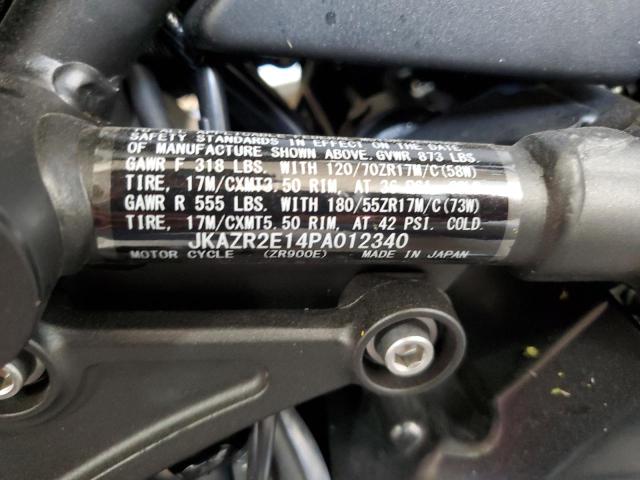 SAFETY STANDARDS IN EFFECT ON THE DATE
OF MANUFACTURE SHOWN ABOVE. GVWR 873 LBS.
GAWR F 318 LBS. WITH 120/70ZR17M/C(58W)
TIRE, 17M/CXMT3.50 RIM, AT 36 PSI. COLD.
GAWR R 555 LBS. WITH 180/55ZR17M/C(73W)
TIRE, 17M/CXMT5.50 RIM, AT 42 PSI. COLD.
JKAZR2E14PA012340
MOTOR CYCLE (ZR900E) MADE IN JAPAN